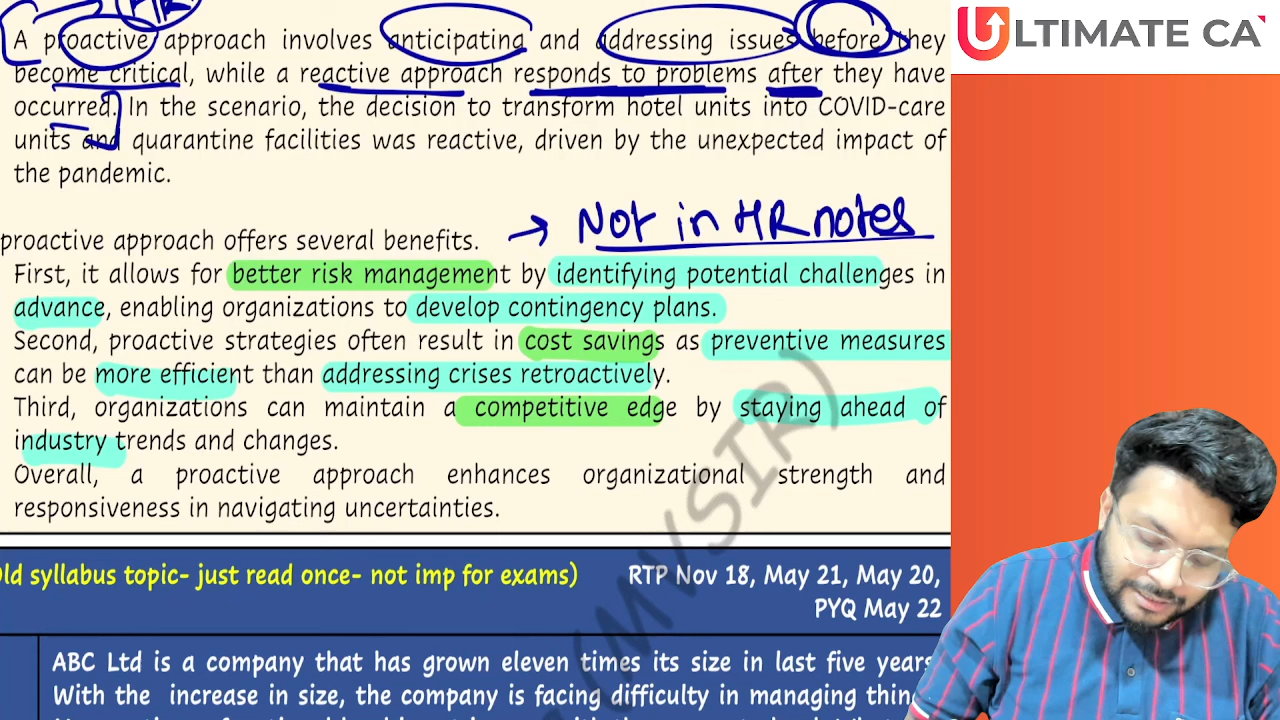 HR
A proactive approach involves anticipating and addressing issues before they
become critical, while a reactive approach responds to problems after they have
occurred. In the scenario, the decision to transform hotel units into COVID-care
units and quarantine facilities was reactive, driven by the unexpected impact of
the pandemic.
→ Not in HR notes
proactive approach offers several benefits.
First, it allows for better risk management by identifying potential challenges in
advance, enabling organizations to develop contingency plans.
Second, proactive strategies often result in cost savings as preventive measures
can be more efficient than addressing crises retroactively.
Third, organizations can maintain a competitive edge by staying ahead of
industry trends and changes.
Overall, a proactive approach enhances organizational strength and
responsiveness in navigating uncertainties.
ld syllabus topic- just read once- not imp for exams) RTP Nov 18, May 21, May 20,
PYQ May 22
ABC Ltd is a company that has grown eleven times its size in last five years
With the increase in size, the company is facing difficulty in managing thing
(MVSIR)
ULTIMATE CA